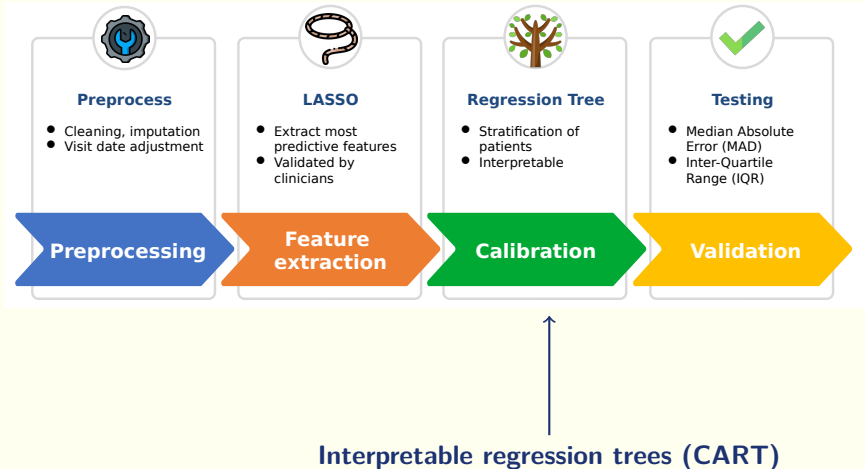 Preprocess
• Cleaning, imputation
• Visit date adjustment
Preprocessing
LASSO
• Extract most
predictive features
• Validated by
clinicians
Feature
extraction
Regression Tree
• Stratification of
patients
• Interpretable
Calibration
Testing
• Median Absolute
Error (MAD)
• Inter-Quartile
Range (IQR)
Validation
Interpretable regression trees (CART)